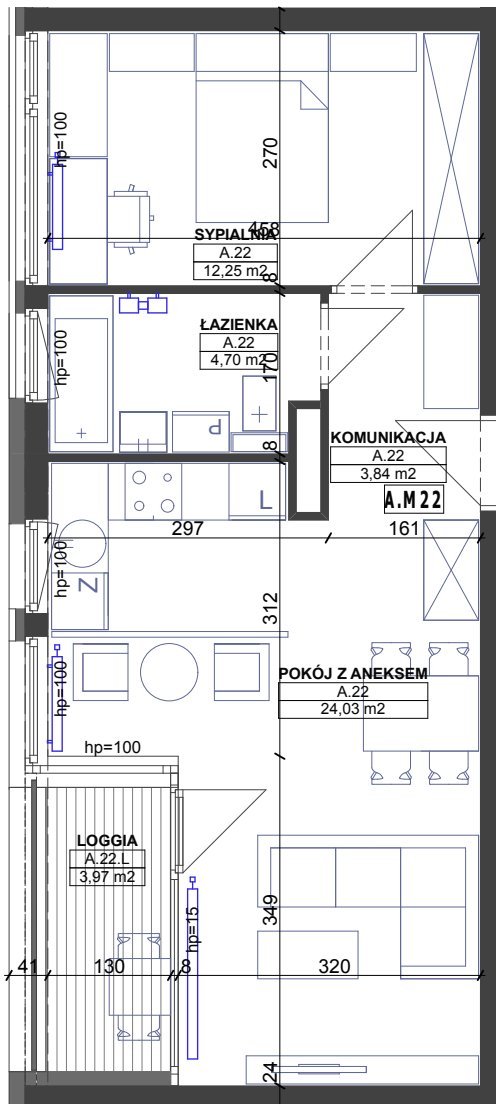 270
hp=100
458
SYPIALNIA
A.22
12,25 m2
8
ŁAZIENKA
A.22
4,70 m2
hp=100
170
P
8
KOMUNIKACJA
A.22
3,84 m2
A.M22
L
297
161
hp=100
Z
312
hp=100
POKÓJ Z ANEKSEM
A.22
24,03 m2
hp=100
LOGGIA
A.22.L
3,97 m2
349
hp=15
41
130
8
320
24